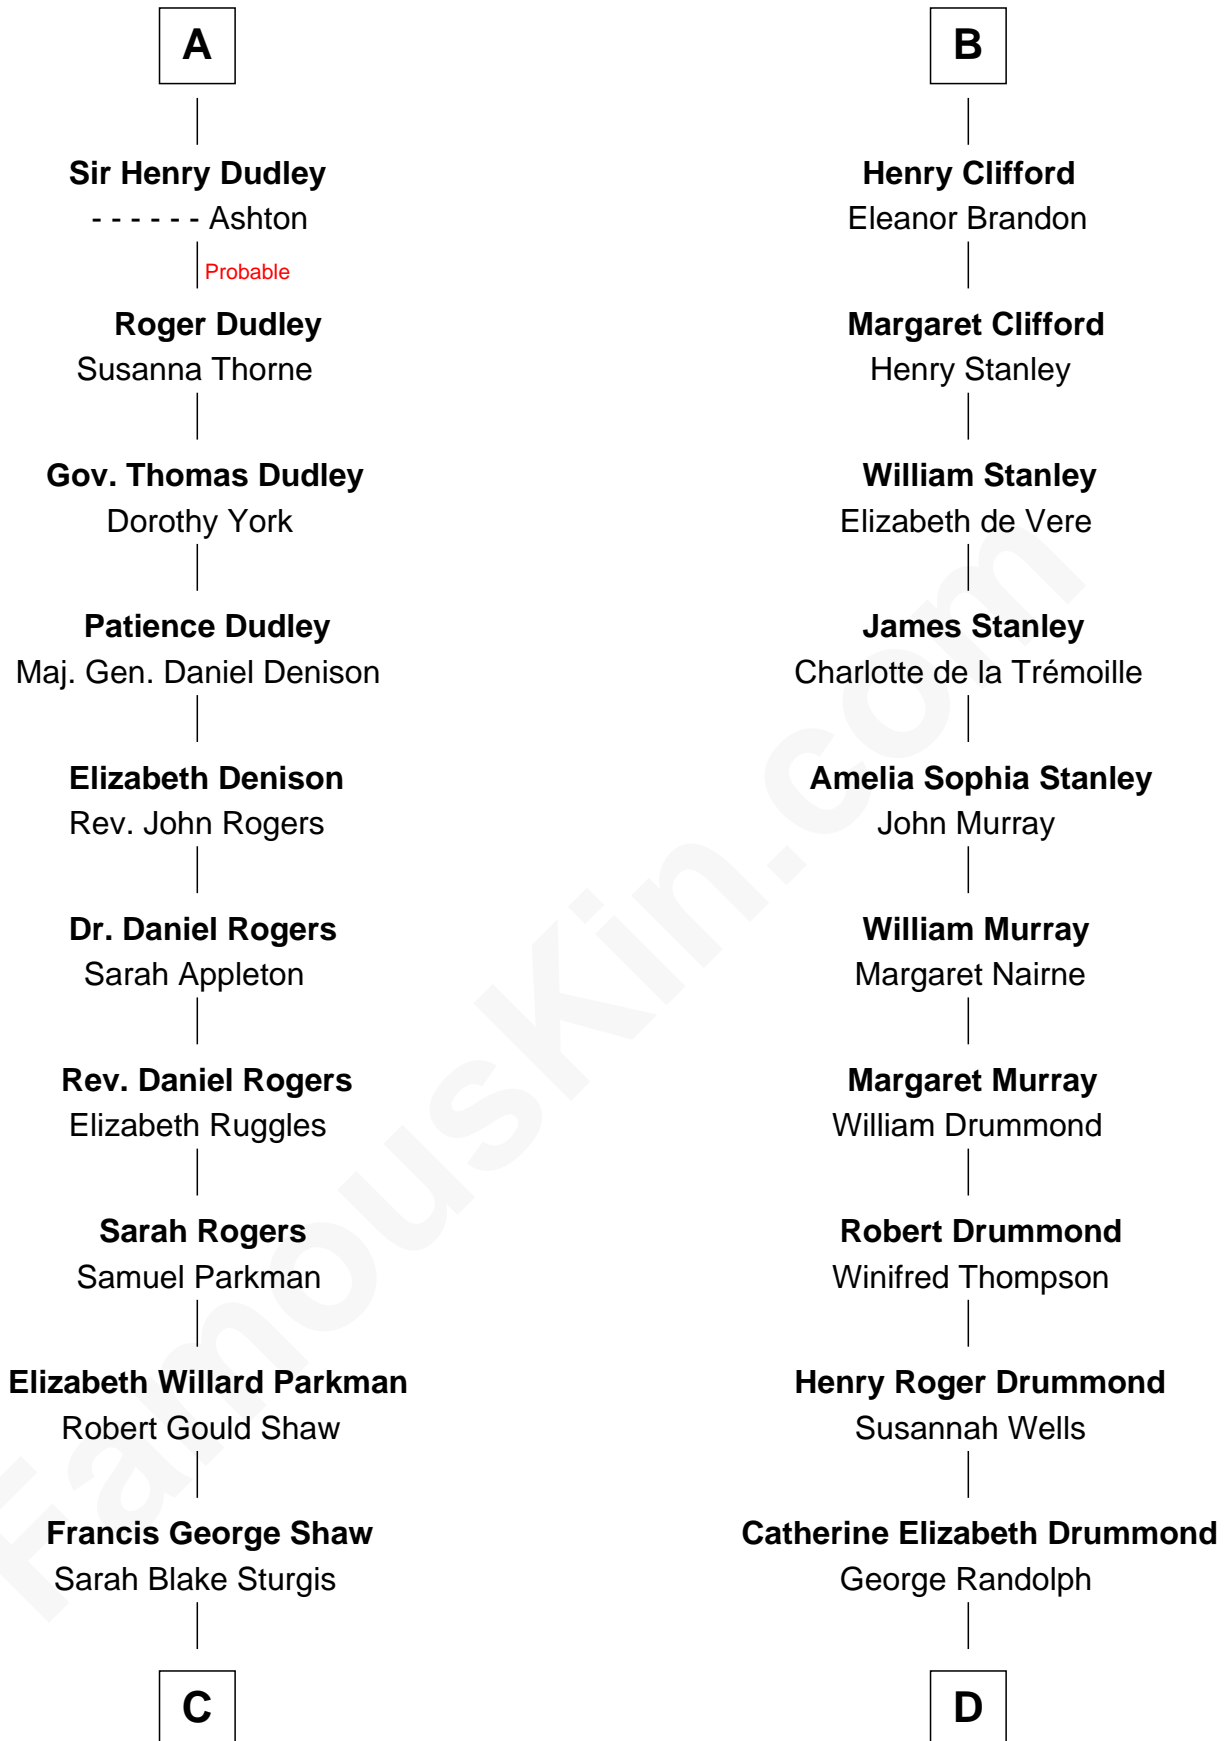 A
Sir Henry Dudley
- - - - - - Ashton
Probable
Roger Dudley
Susanna Thorne
Gov. Thomas Dudley
Dorothy York
Patience Dudley
Maj. Gen. Daniel Denison
Elizabeth Denison
Rev. John Rogers
Dr. Daniel Rogers
Sarah Appleton
Rev. Daniel Rogers
Elizabeth Ruggles
Sarah Rogers
Samuel Parkman
Elizabeth Willard Parkman
Robert Gould Shaw
Francis George Shaw
Sarah Blake Sturgis
C
B
Henry Clifford
Eleanor Brandon
Margaret Clifford
Henry Stanley
William Stanley
Elizabeth de Vere
James Stanley
Charlotte de la Trémoille
Amelia Sophia Stanley
John Murray
William Murray
Margaret Nairne
Margaret Murray
William Drummond
Robert Drummond
Winifred Thompson
Henry Roger Drummond
Susannah Wells
Catherine Elizabeth Drummond
George Randolph
D
FamousKin.com